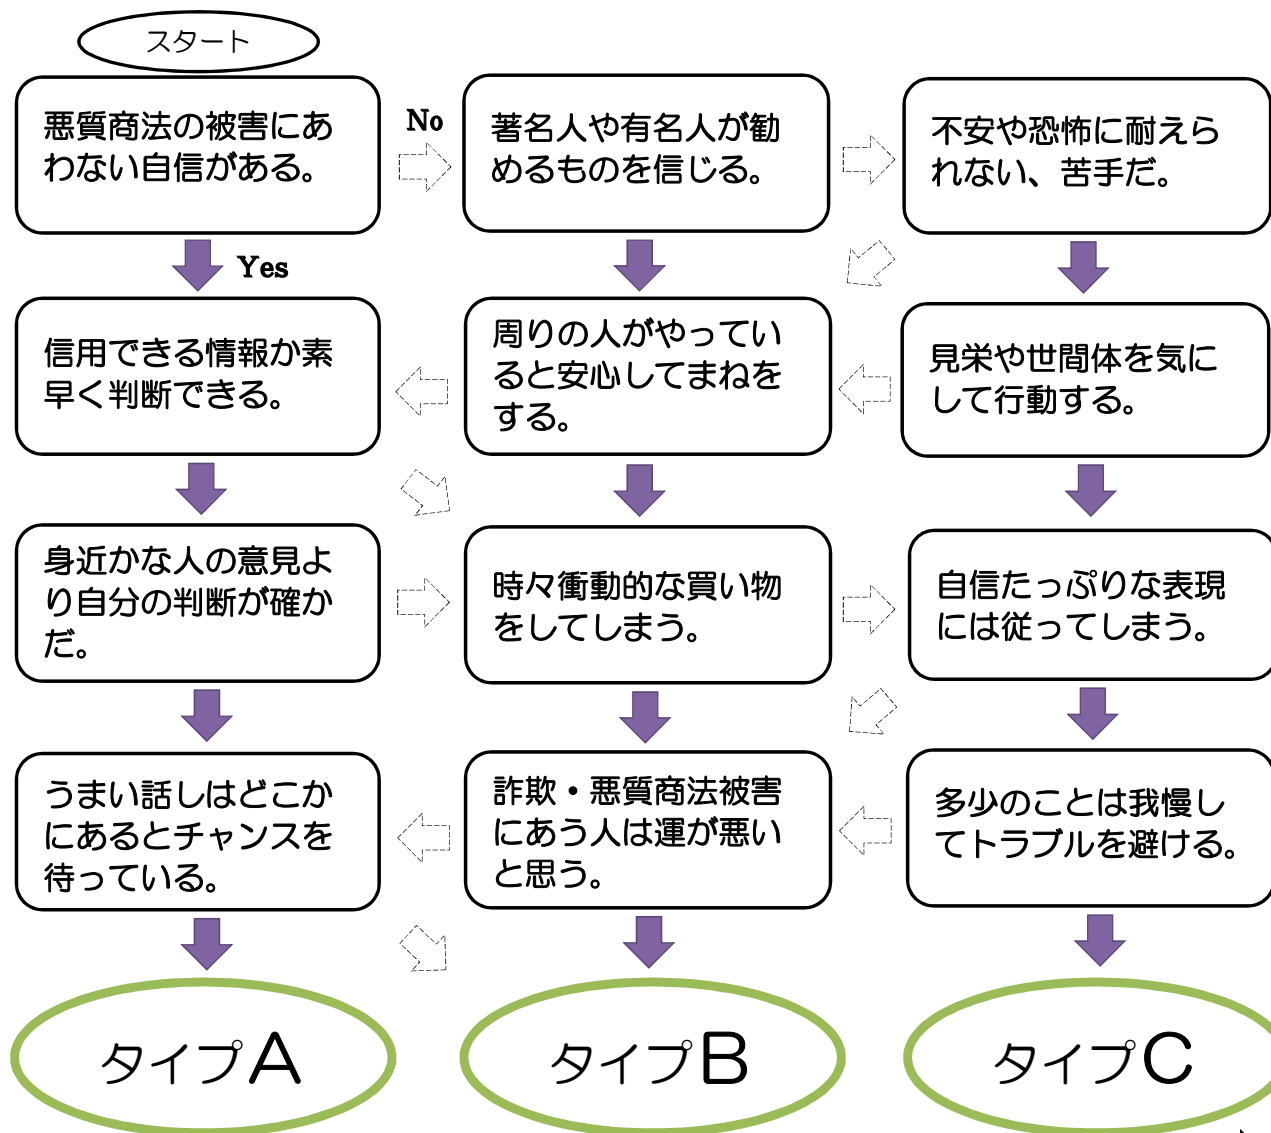 スタート
悪質商法の被害にあ
わない自信がある。
No
著名人や有名人が勧
めるものを信じる。
不安や恐怖に耐えら
れない、苦手だ。
Yes
信用できる情報か素
早く判断できる。
周りの人がやってい
ると安心してまねを
する。
見栄や世間体を気に
して行動する。
身近かな人の意見よ
り自分の判断が確か
だ。
時々衝動的な買い物
をしてしまう。
自信たっぷりな表現
には従ってしまう。
うまい話しはどこか
にあるとチャンスを
待っている。
詐欺・悪質商法被害
にあう人は運が悪い
と思う。
多少のことは我慢し
てトラブルを避ける。
タイプA
タイプB
タイプC